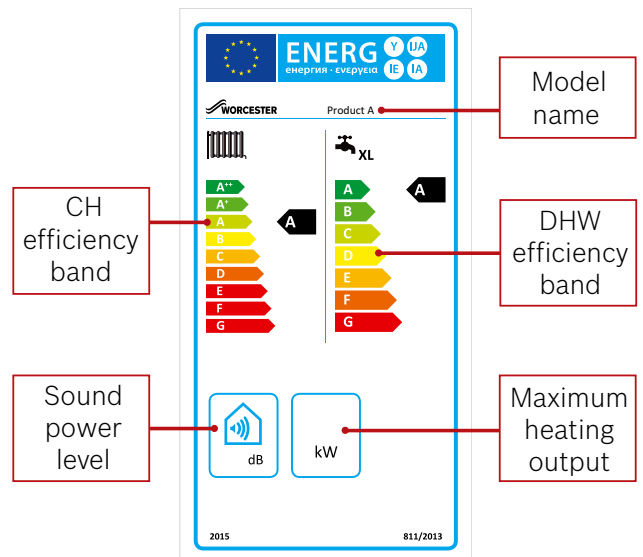 ENERG Y IJA
IE IA
енергия · ενεργεια
WORCESTER Product A
Model
name
XL
CH
efficiency
band
A++
A+
A
B
C
D
E
F
G
A
A
B
C
D
E
F
G
A
DHW
efficiency
band
Sound
power
level
dB
kW
Maximum
heating
output
2015 811/2013